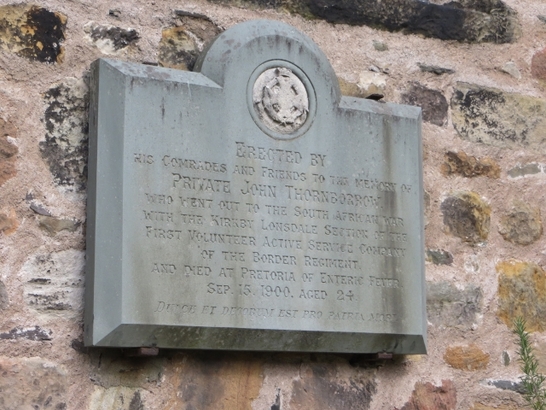 Erected by
his Comrades and Friends to the memory of
Private John Thornborrow
who went out to the South African War
with the Kirkby Lonsdale Section of the
First Volunteer Active Service Company
of the Border Regiment
and died at Pretoria of Enteric Fever
Sep. 15. 1900. aged 24
Dulce et decorum est pro patria mori